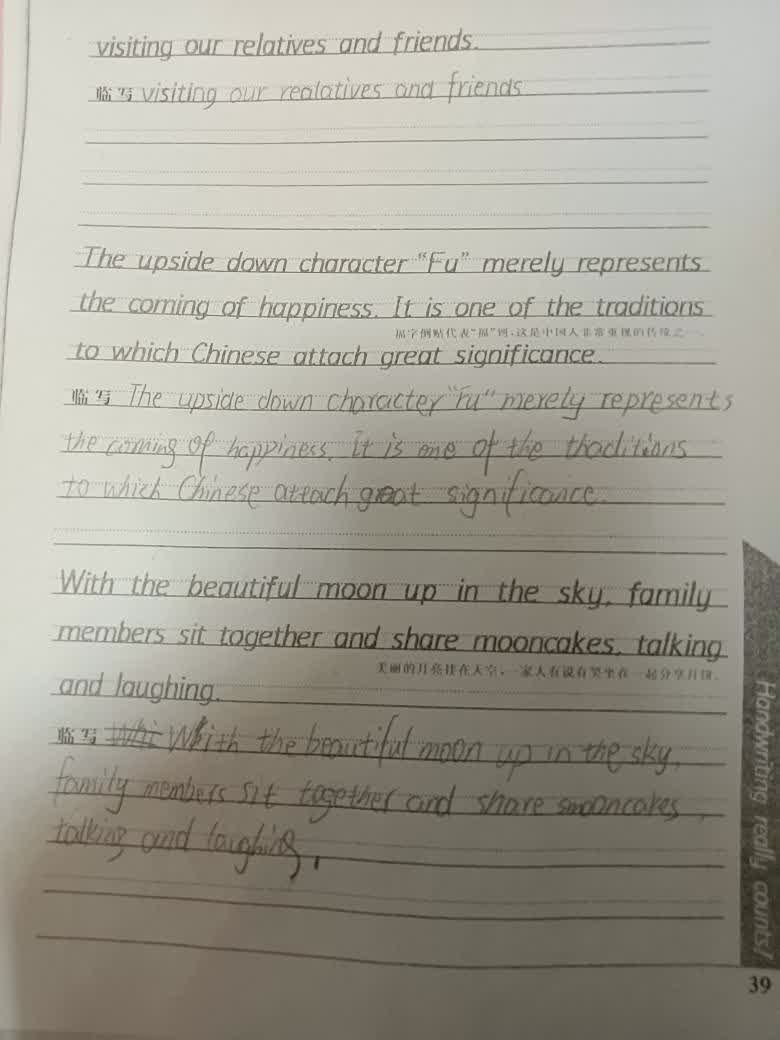 visiting our relatives and friends.
临写 visiting our realatives and friends
The upside down character “Fu” merely represents
the coming of happiness. It is one of the traditions
福字倒贴代表“福”到,这是中国人非常重视的传统之一。
to which Chinese attach great significance.
临写 The upside down character “Fu” merely represents
the coming of happiness. It is one of the thaditions
to which Chinese attach great significance.
With the beautiful moon up in the sky, family
members sit together and share mooncakes, talking
美丽的月亮挂在天空,一家人有说有笑坐在一起分享月饼。
and laughing.
临写 With the beautiful moon up in the sky,
family members sit together and share mooncakes,
talking and laughing.
Handwriting really counts!
39